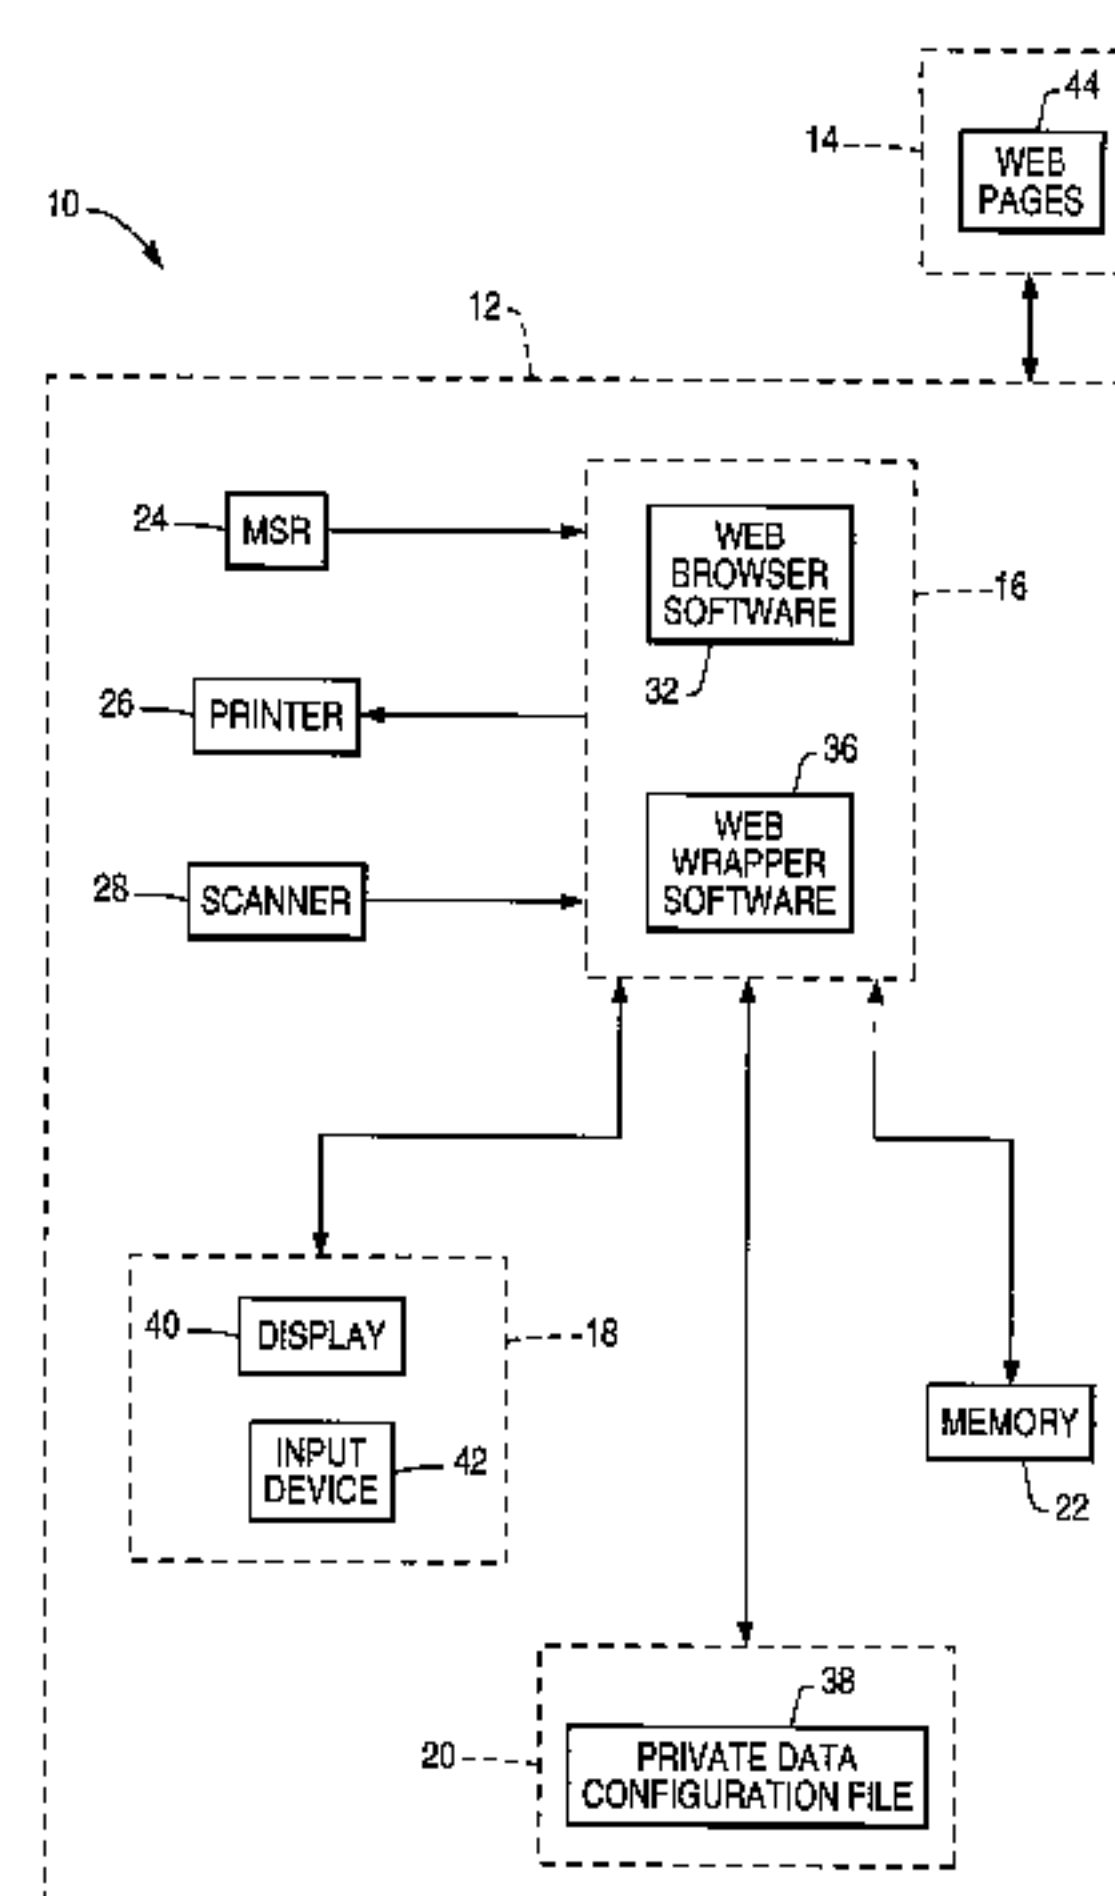 44
14
WEB
PAGES
10
12
24
MSR
WEB
BROWSER
SOFTWARE
16
32
26
PRINTER
36
WEB
WRAPPER
SOFTWARE
28
SCANNER
40
DISPLAY
18
INPUT
DEVICE
42
MEMORY
22
38
20
PRIVATE DATA
CONFIGURATION FILE